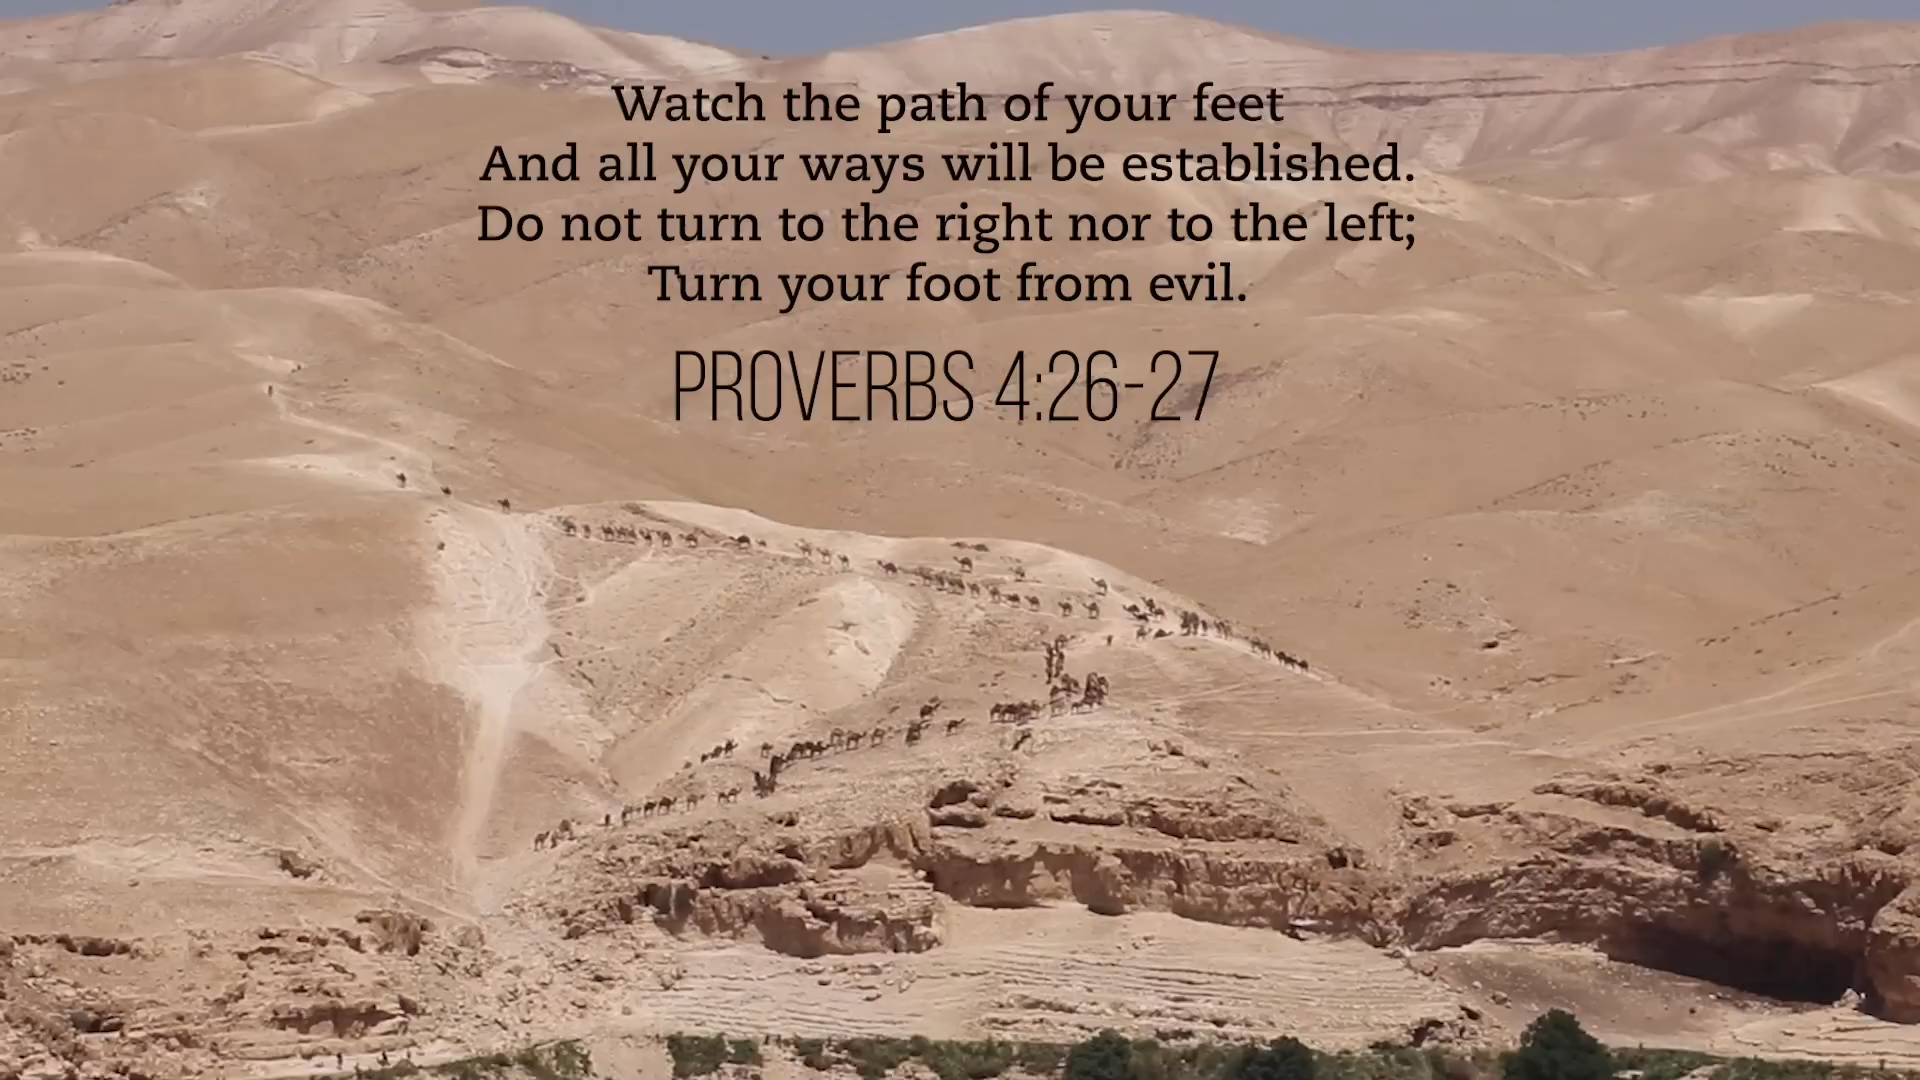 Watch the path of your feet
And all your ways will be established.
Do not turn to the right nor to the left;
Turn your foot from evil.
PROVERBS 4:26-27